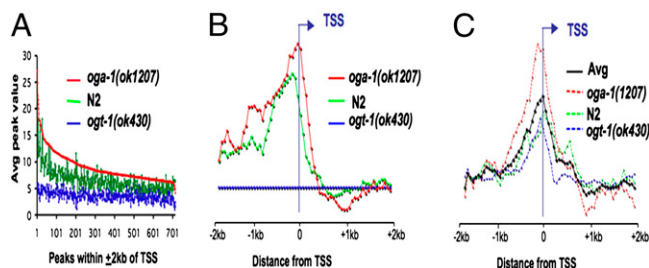 A
Avg peak value
30
25
20
15
10
5
0
oga-1(ok1207)
N2
ogt-1(ok430)
1 101 201 301 401 501 601 701
Peaks within ±2kb of TSS
B
TSS
oga-1(ok1207)
N2
ogt-1(ok430)
-2kb -1kb 0 +1kb +2kb
Distance from TSS
C
TSS
Avg
oga-1(1207)
N2
ogt-1(ok430)
-2kb -1kb 0 +1kb +2kb
Distance from TSS